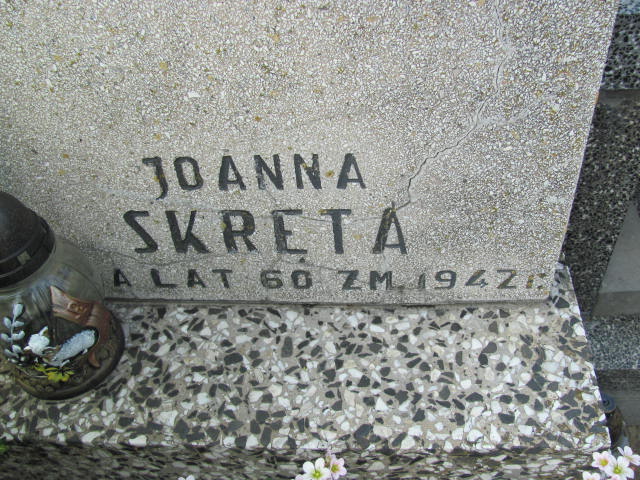 JOANNA
SKRĘTA
A LAT 60 ZM. 1942 r.